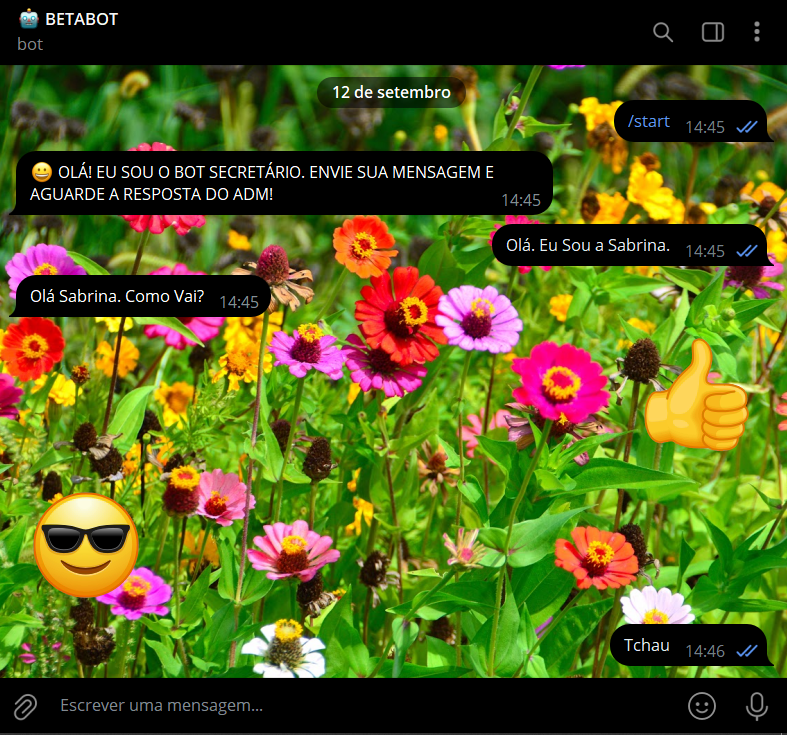 BETABOT
bot
12 de setembro
/start 14:45
OLÁ! EU SOU O BOT SECRETÁRIO. ENVIE SUA MENSAGEM E
AGUARDE A RESPOSTA DO ADM! 14:45
Olá. Eu Sou a Sabrina. 14:45
Olá Sabrina. Como Vai? 14:45
Tchau 14:46
Escrever uma mensagem...